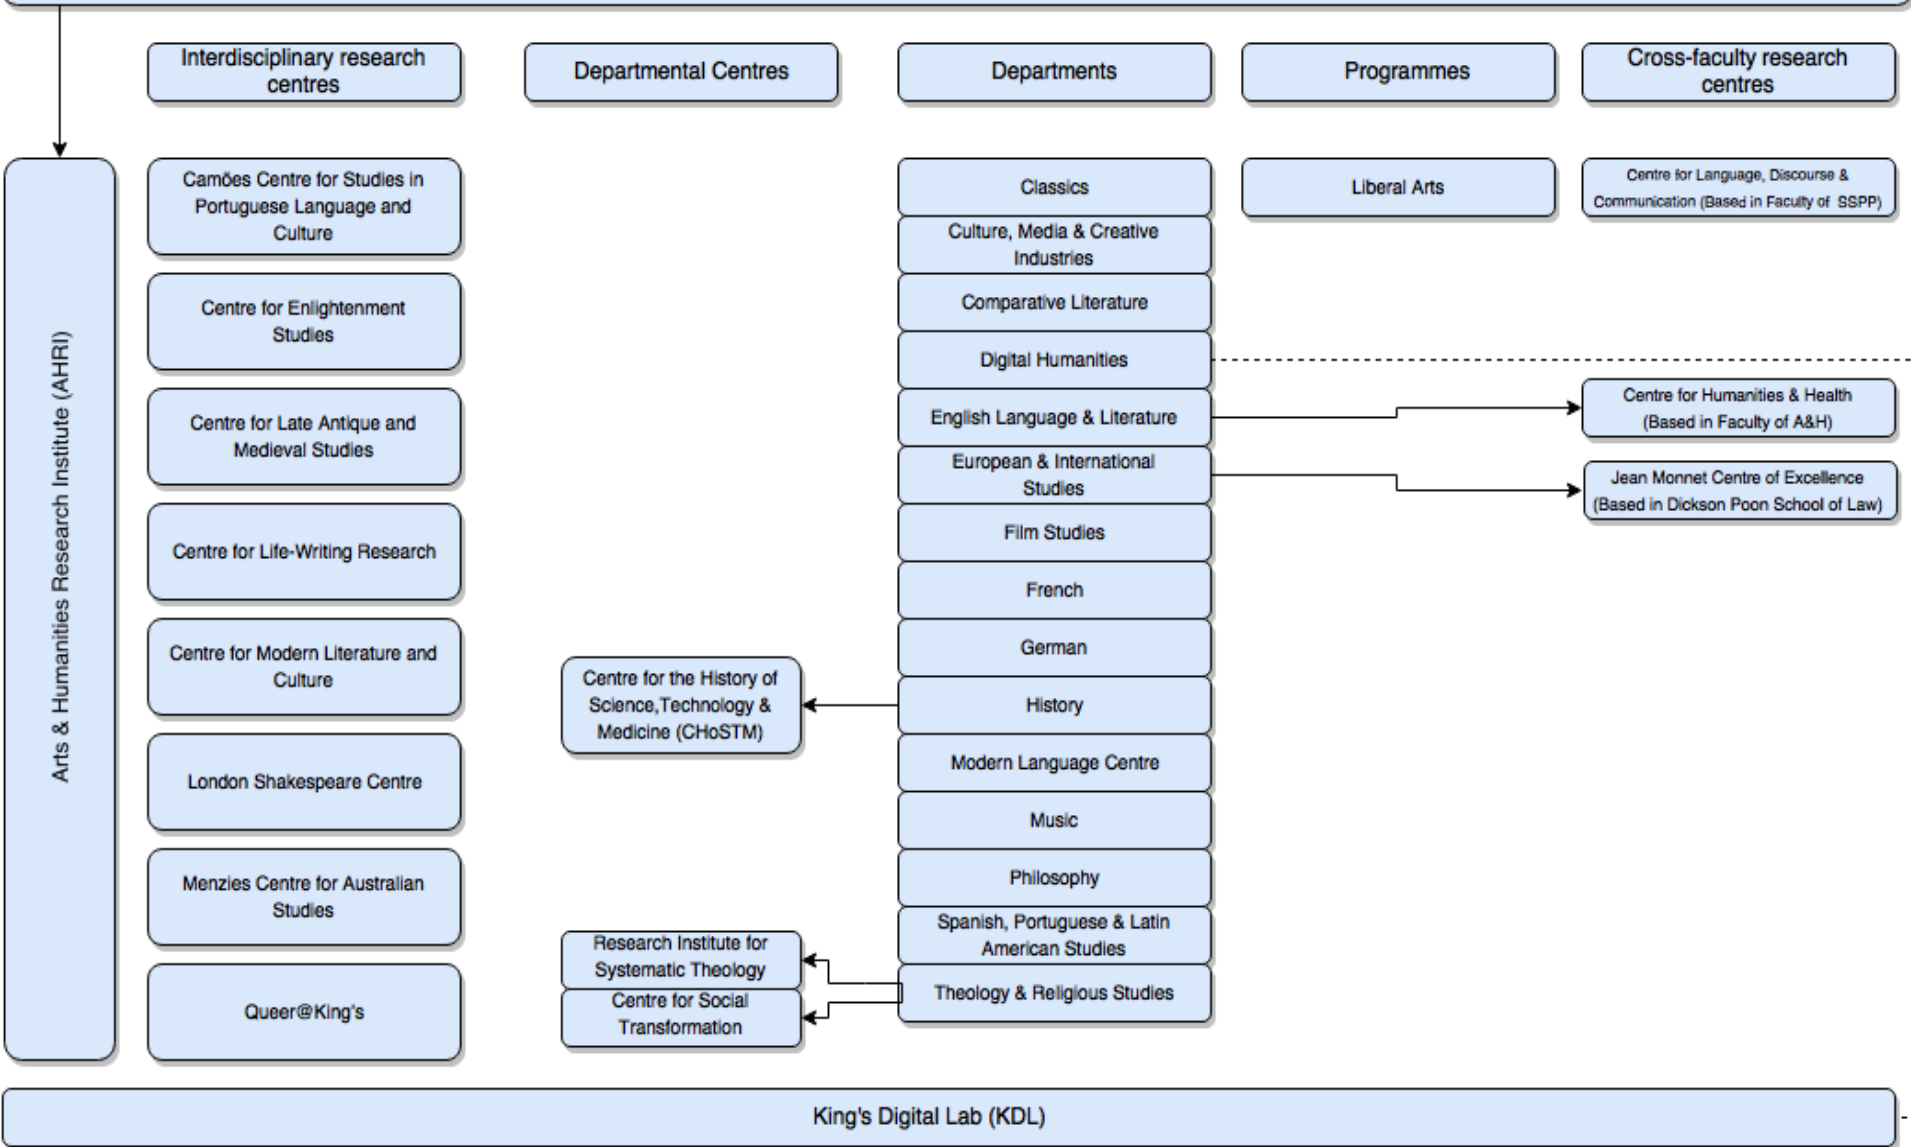 Interdisciplinary research
centres
Departmental Centres
Departments
Programmes
Cross-faculty research
centres
Arts & Humanities Research Institute (AHRI)
Camões Centre for Studies in
Portuguese Language and
Culture
Centre for Enlightenment
Studies
Centre for Late Antique and
Medieval Studies
Centre for Life-Writing Research
Centre for Modern Literature and
Culture
London Shakespeare Centre
Menzies Centre for Australian
Studies
Queer@King's
Centre for the History of
Science,Technology &
Medicine (CHoSTM)
Research Institute for
Systematic Theology
Centre for Social
Transformation
Classics
Culture, Media & Creative
Industries
Comparative Literature
Digital Humanities
English Language & Literature
European & International
Studies
Film Studies
French
German
History
Modern Language Centre
Music
Philosophy
Spanish, Portuguese & Latin
American Studies
Theology & Religious Studies
Liberal Arts
Centre for Language, Discourse &
Communication (Based in Faculty of SSPP)
Centre for Humanities & Health
(Based in Faculty of A&H)
Jean Monnet Centre of Excellence
(Based in Dickson Poon School of Law)
King's Digital Lab (KDL)